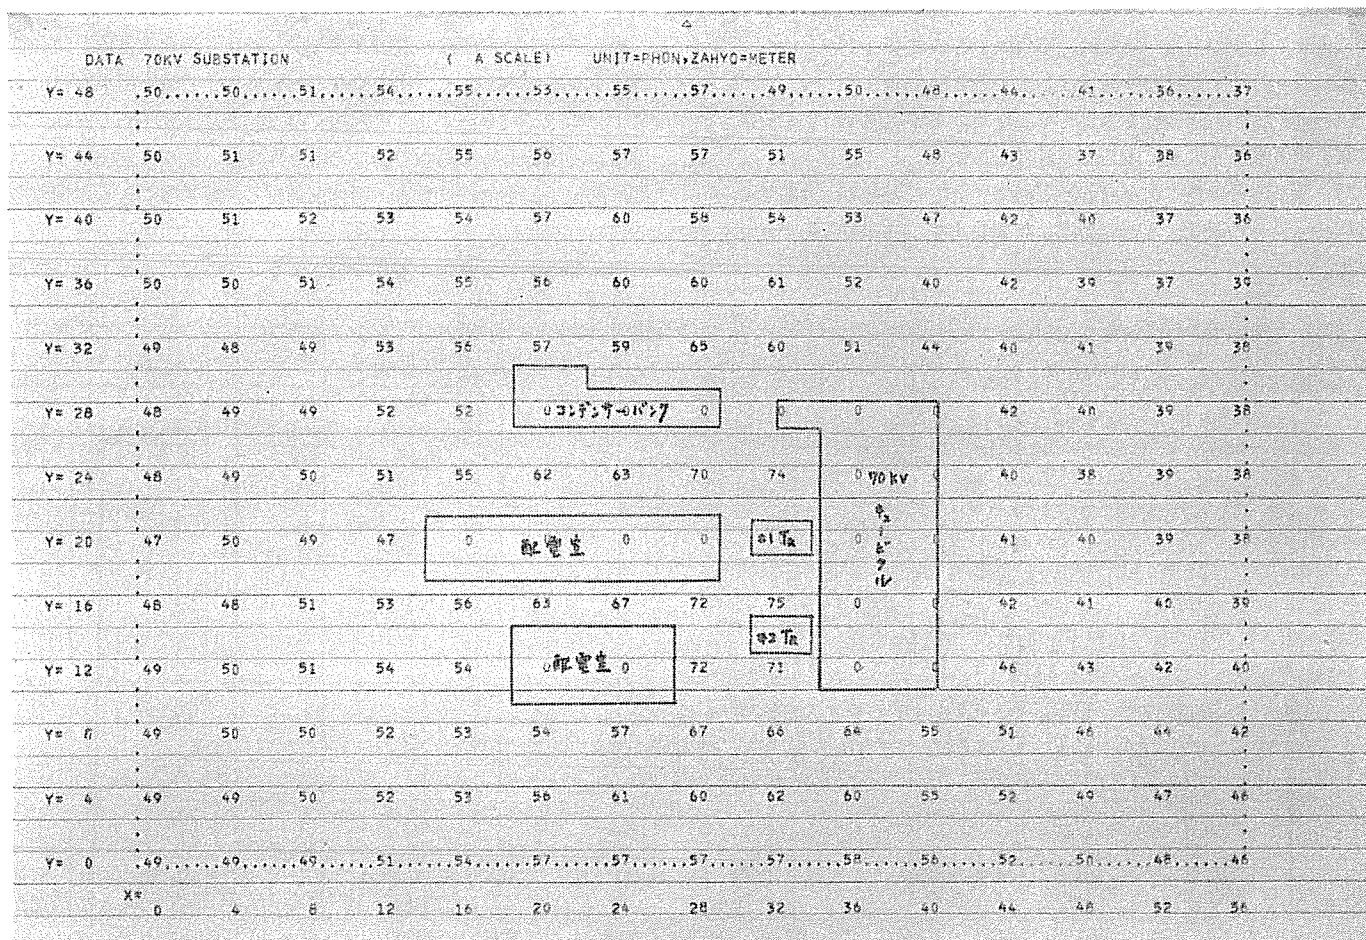 DATA 70KV SUBSTATION ( A SCALE) UNIT=PHON,ZAHYO=METER
Y= 48 .50......50......51......54......55......53......55......57......49......50......48......44......41......36......37
Y= 44 50 51 51 52 55 56 57 57 51 55 48 43 37 38 36
Y= 40 50 51 52 53 54 57 60 58 54 53 47 42 40 37 36
Y= 36 50 50 51 54 55 56 60 60 61 52 40 42 39 37 39
Y= 32 49 48 49 53 56 57 59 65 60 51 44 40 41 39 38
Y= 28 48 49 49 52 52 0 コンデンサーバンク 0 0 0 0 42 40 39 38
Y= 24 48 49 50 51 55 62 63 70 74 0 70kV 0 40 38 39 38
キュービクル
Y= 20 47 50 49 47 0 配電室 0 0 #1 TR 0 0 41 40 39 38
Y= 16 48 48 51 53 56 63 67 72 75 0 0 42 41 40 39
#2 TR
Y= 12 49 50 51 54 54 0 配電室 0 72 71 0 0 46 43 42 40
Y= 8 49 50 50 52 53 54 57 67 66 64 55 51 46 44 42
Y= 4 49 49 50 52 53 56 61 60 62 60 55 52 49 47 46
Y= 0 .49......49......49......51......54......57......57......57......57......58......56......52......50......48......46
X=
0 4 8 12 16 20 24 28 32 36 40 44 48 52 56